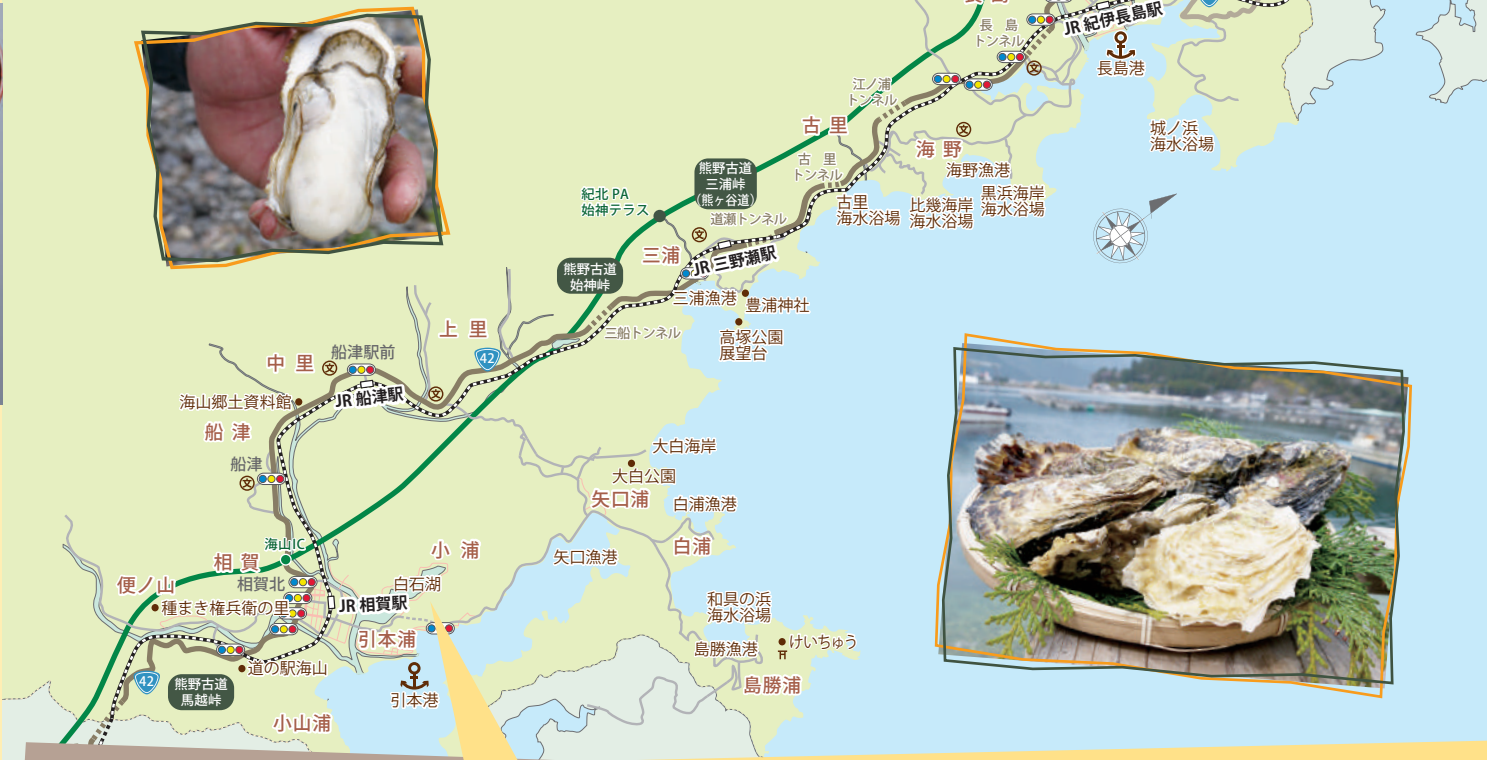 JR 紀伊長島駅
長島
トンネル
長島港
江ノ浦
トンネル
古里
城ノ浜
海水浴場
海野
海野漁港
古里
トンネル
熊野古道
三浦峠
(熊ヶ谷道)
紀北 PA
始神テラス
古里
海水浴場
比幾海岸
海水浴場
黒浜海岸
海水浴場
道瀬トンネル
三浦
JR 三野瀬駅
熊野古道
始神峠
三浦漁港
豊浦神社
高塚公園
展望台
三船トンネル
上里
42
船津駅前
中里
JR 船津駅
海山郷土資料館
船津
船津
大白海岸
大白公園
矢口浦
白浦漁港
白浦
矢口漁港
海山IC
相賀
小浦
便ノ山
相賀北
白石湖
種まき権兵衛の里
JR 相賀駅
和具の浜
海水浴場
引本浦
島勝漁港
けいちゅう
道の駅海山
42
熊野古道
馬越峠
引本港
島勝浦
小山浦
文
文
文
文
文
文